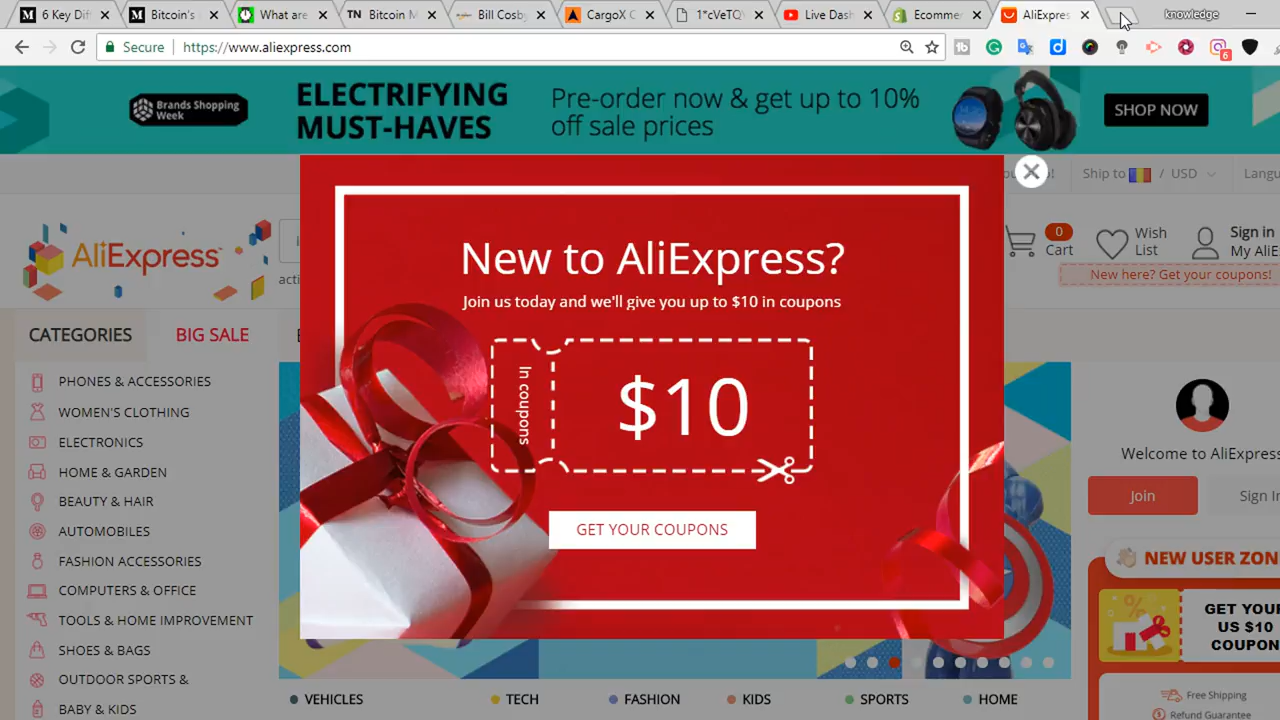 6 Key Dif
Bitcoin's
What are
Bitcoin M
Bill Cosby
CargoX C
1*cVeTQV
Live Dash
Ecomme
AliExpres
knowledge
Secure
https://www.aliexpress.com
6
Brands Shopping
Week
ELECTRIFYING
MUST-HAVES
Pre-order now & get up to 10%
off sale prices
SHOP NOW
Ship to / USD
Langu
AliExpress
0
Cart
Wish
List
Sign in
My AliE
New here? Get your coupons!
New to AliExpress?
Join us today and we'll give you up to $10 in coupons
In coupons
$10
GET YOUR COUPONS
CATEGORIES
BIG SALE
PHONES & ACCESSORIES
WOMEN'S CLOTHING
ELECTRONICS
HOME & GARDEN
BEAUTY & HAIR
AUTOMOBILES
FASHION ACCESSORIES
COMPUTERS & OFFICE
TOOLS & HOME IMPROVEMENT
SHOES & BAGS
OUTDOOR SPORTS &
BABY & KIDS
VEHICLES
TECH
FASHION
KIDS
SPORTS
HOME
Welcome to AliExpress
Join
Sign In
NEW USER ZON
GET YOUR
US $10
COUPON
Free Shipping
Refund Guarantee